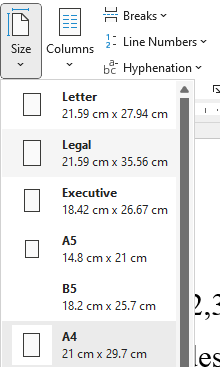 Size
Columns
Breaks
Line Numbers
Hyphenation
Letter
21.59 cm x 27.94 cm
Legal
21.59 cm x 35.56 cm
Executive
18.42 cm x 26.67 cm
A5
14.8 cm x 21 cm
B5
18.2 cm x 25.7 cm
A4
21 cm x 29.7 cm
2,3
les